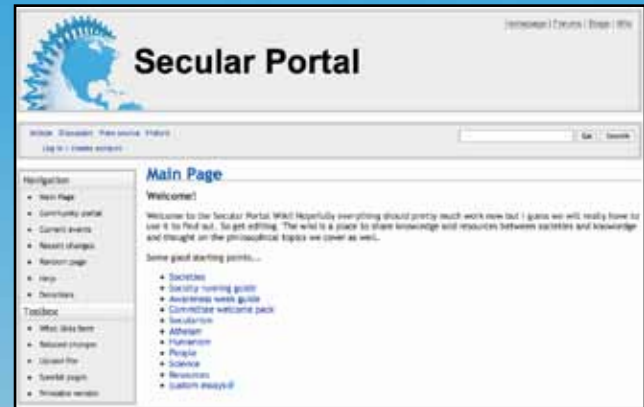 Homepage | Forums | Blogs | Wiki
Secular Portal
Article Discussion View source History
Log in / create account
Go Search
Navigation
Main Page
Community portal
Current events
Recent changes
Random page
Help
Donations
Toolbox
What links here
Related changes
Upload file
Special pages
Printable version
Main Page
Welcome!
Welcome to the Secular Portal Wiki! Hopefully everything should pretty much work now but I guess we will really have to
use it to find out. So get editing. The wiki is a place to share knowledge and resources between societies and knowledge
and thought on the philosophical topics we cover as well.
Some good starting points...
Societies
Society running guide
Awareness week guide
Committee welcome pack
Secularism
Atheism
Humanism
People
Science
Resources
custom essays